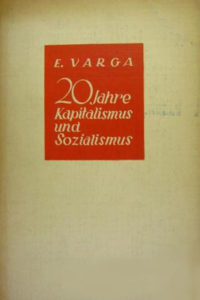 E. VARGA
20 Jahre
Kapitalismus
und
Sozialismus